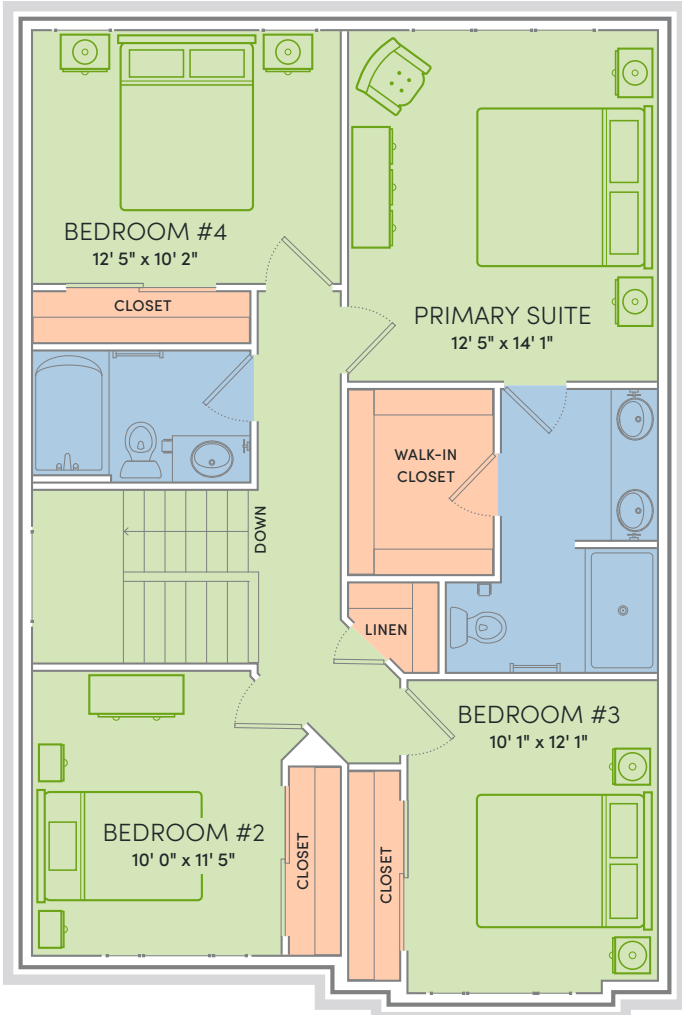 BEDROOM #4
12' 5" x 10' 2"
CLOSET
PRIMARY SUITE
12' 5" x 14' 1"
WALK-IN
CLOSET
DOWN
LINEN
BEDROOM #3
10' 1" x 12' 1"
BEDROOM #2
10' 0" x 11' 5"
CLOSET
CLOSET